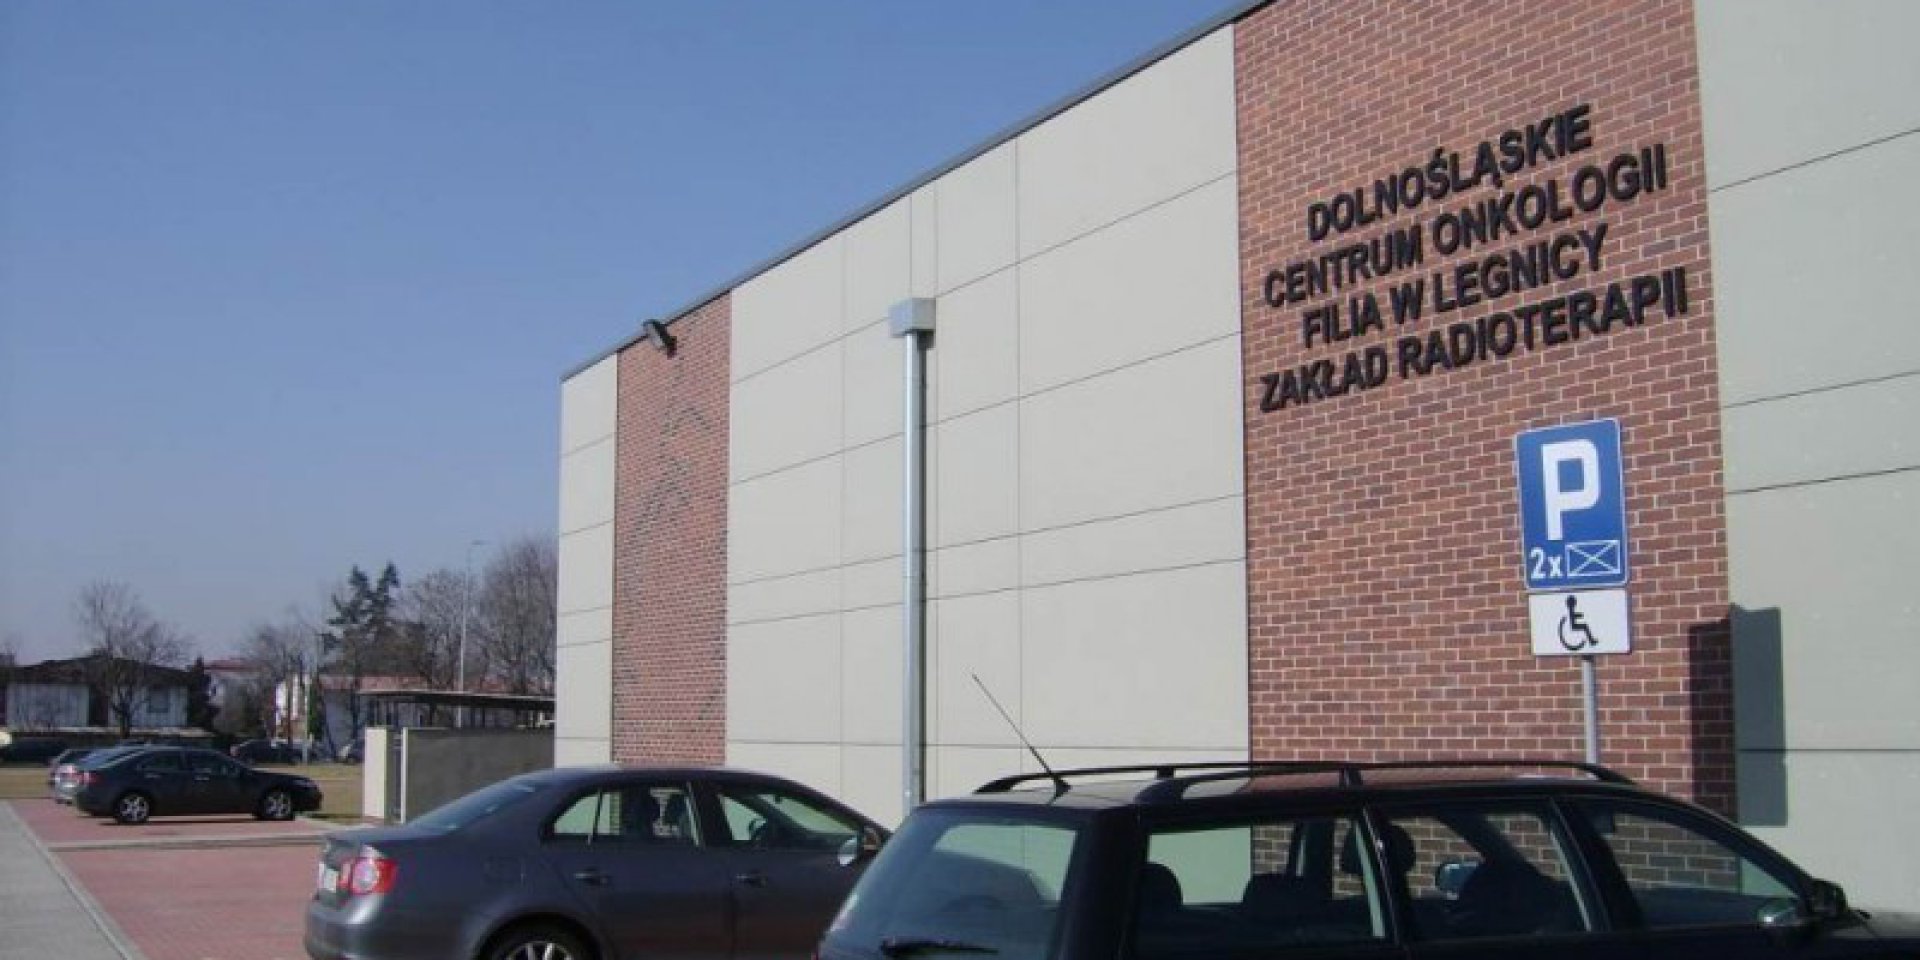 DOLNOŚLĄSKIE
CENTRUM ONKOLOGII
FILIA W LEGNICY
ZAKŁAD RADIOTERAPII
P
2x